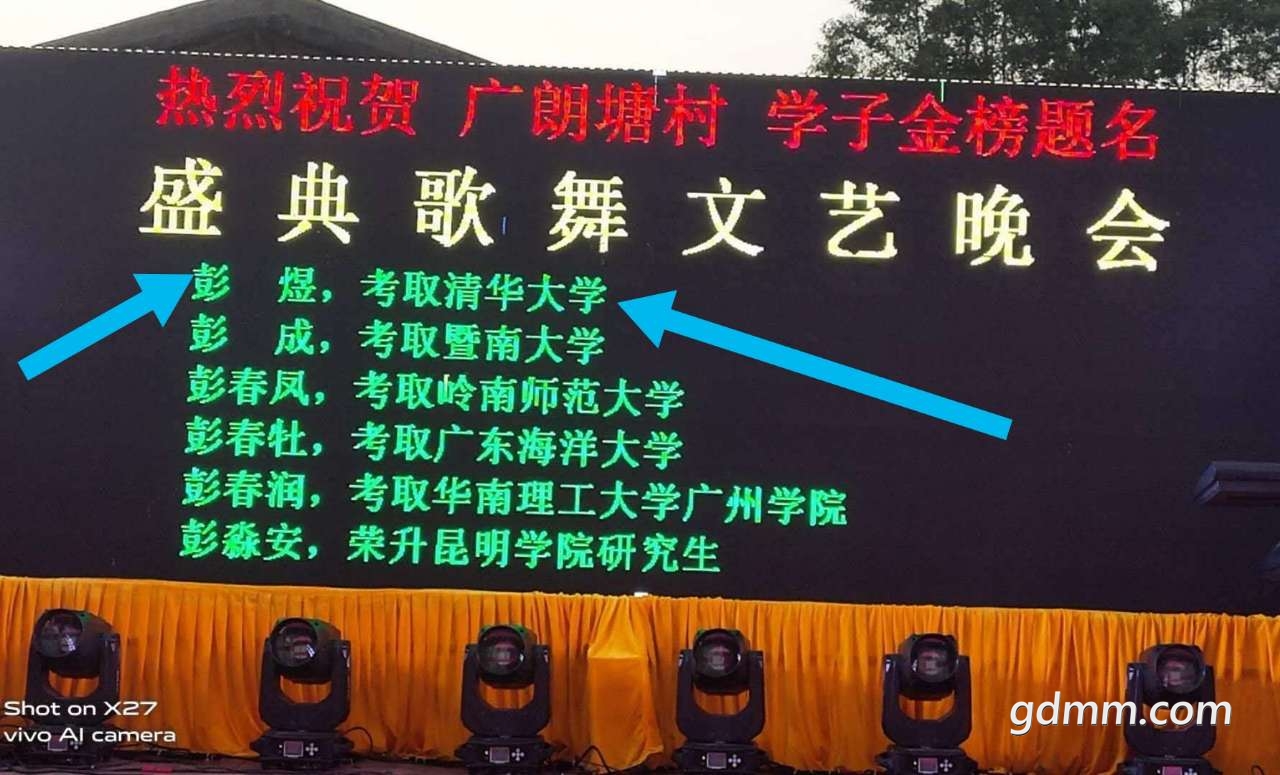 热烈祝贺 广朗塘村 学子金榜题名
盛典歌舞文艺晚会
彭 煜，考取清华大学
彭 成，考取暨南大学
彭春凤，考取岭南师范大学
彭春牡，考取广东海洋大学
彭春润，考取华南理工大学广州学院
彭淼安，荣升昆明学院研究生
Shot on X27
vivo AI camera
gdmm.com